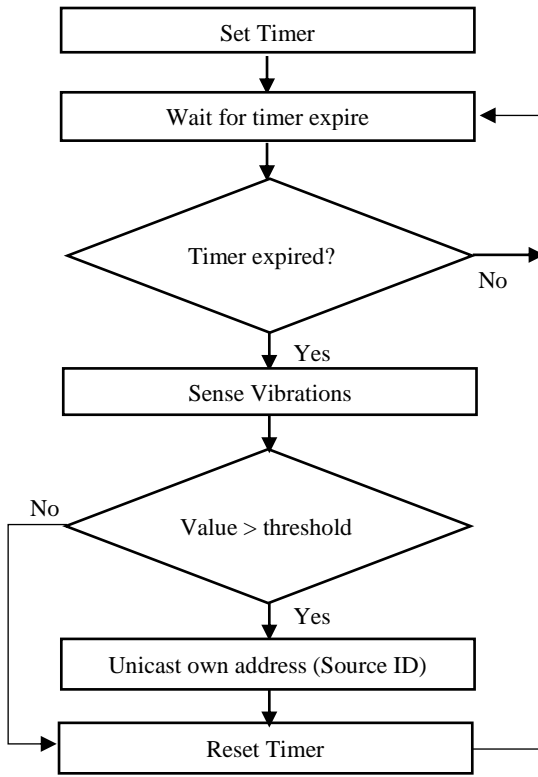 Set Timer
Wait for timer expire
Timer expired?
No
Yes
Sense Vibrations
No
Value > threshold
Yes
Unicast own address (Source ID)
Reset Timer